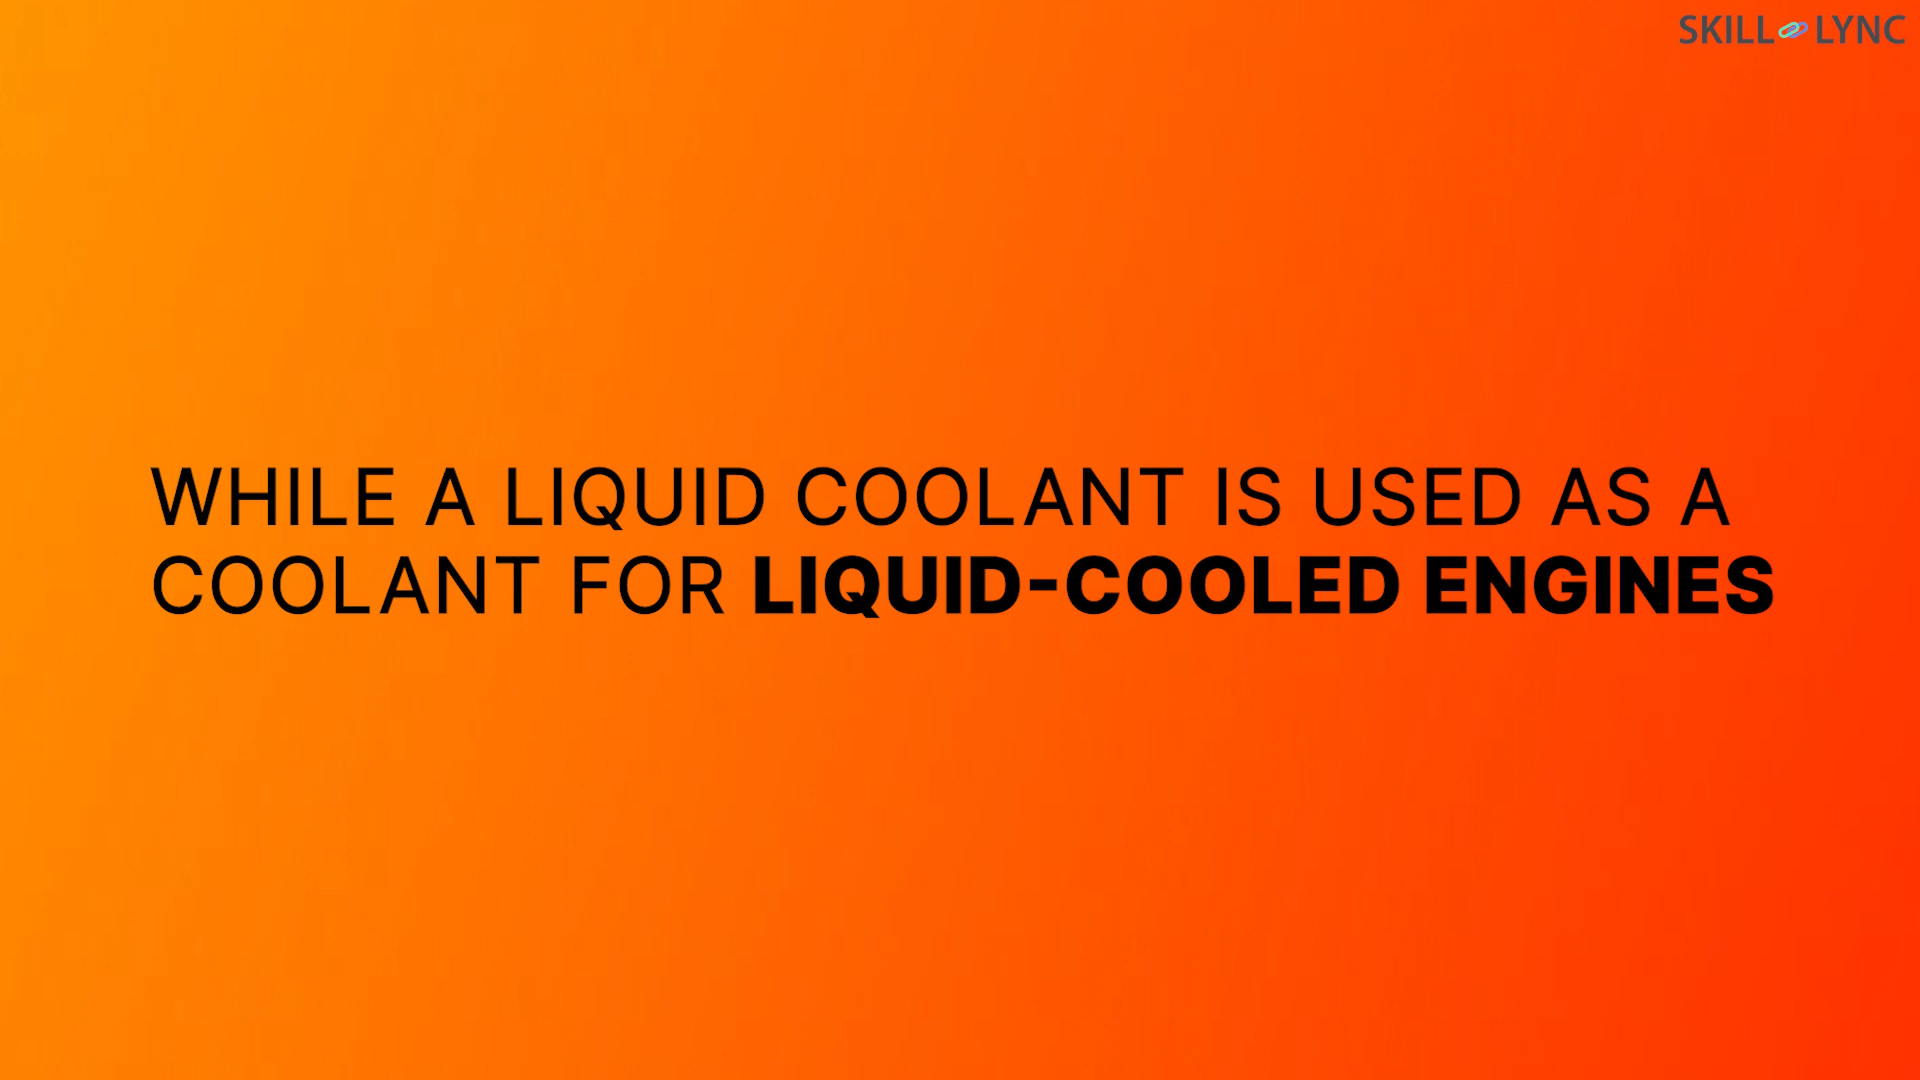 SKILL LYNC
WHILE A LIQUID COOLANT IS USED AS A
COOLANT FOR LIQUID-COOLED ENGINES